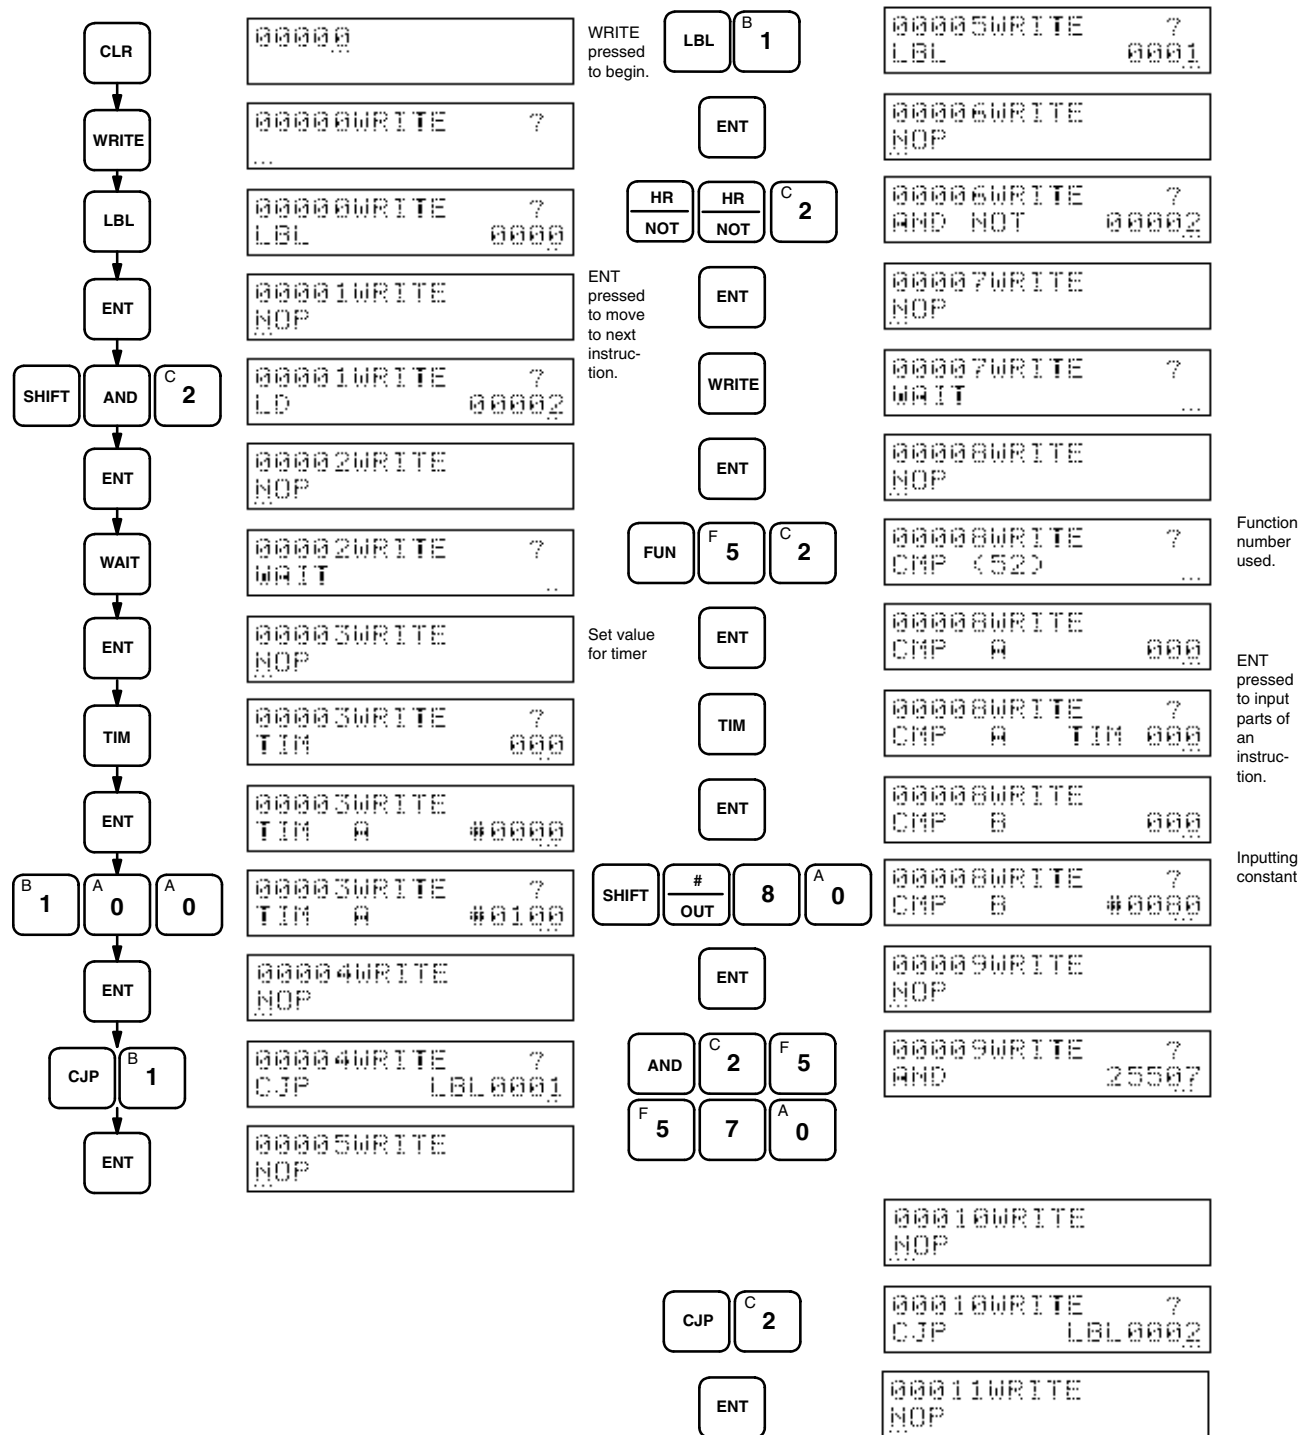 CLR
00000
WRITE
pressed
to begin.
WRITE
00000WRITE ?
LBL
00000WRITE ?
LBL 0000
ENT
00001WRITE
NOP
ENT
pressed
to move
to next
instruc-
tion.
SHIFT AND C 2
00001WRITE ?
LD 00002
ENT
00002WRITE
NOP
WAIT
00002WRITE ?
WAIT
ENT
00003WRITE
NOP
Set value
for timer
TIM
00003WRITE ?
TIM 000
ENT
00003WRITE
TIM A #0000
B 1 A 0 A 0
00003WRITE ?
TIM A #0100
ENT
00004WRITE
NOP
CJP B 1
00004WRITE ?
CJP LBL0001
ENT
00005WRITE
NOP
LBL B 1
00005WRITE ?
LBL 0001
ENT
00006WRITE
NOP
HR NOT HR NOT C 2
00006WRITE ?
AND NOT 00002
ENT
00007WRITE
NOP
WRITE
00007WRITE ?
WAIT
ENT
00008WRITE
NOP
FUN F 5 C 2
00008WRITE ?
CMP (52)
Function
number
used.
ENT
00008WRITE
CMP A 000
ENT
pressed
to input
parts of
an
instruc-
tion.
TIM
00008WRITE ?
CMP A TIM 000
ENT
00008WRITE
CMP B 000
SHIFT # OUT 8 A 0
00008WRITE ?
CMP B #0080
Inputting
constant
ENT
00009WRITE
NOP
AND C 2 F 5
F 5 7 A 0
00009WRITE ?
AND 25507
00010WRITE
NOP
CJP C 2
00010WRITE ?
CJP LBL0002
ENT
00011WRITE
NOP